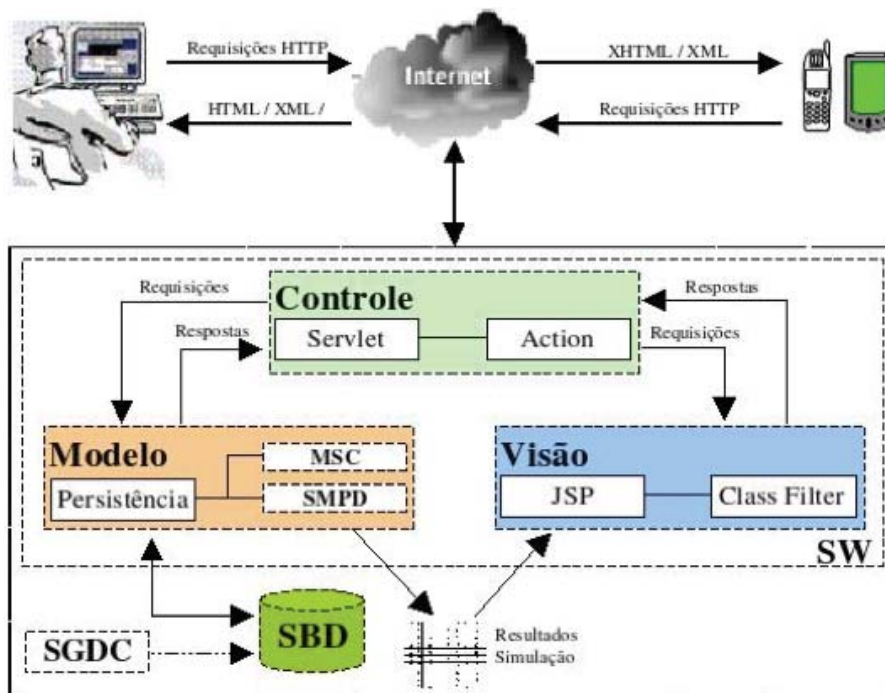 Requisições HTTP
Internet
XHTML / XML
HTML / XML /
Requisições HTTP
Requisições
Controle
Respostas
Respostas
Servlet
Action
Requisições
Modelo
MSC
Persistência
SMPD
Visão
JSP
Class Filter
SW
SGDC
SBD
Resultados
Simulação